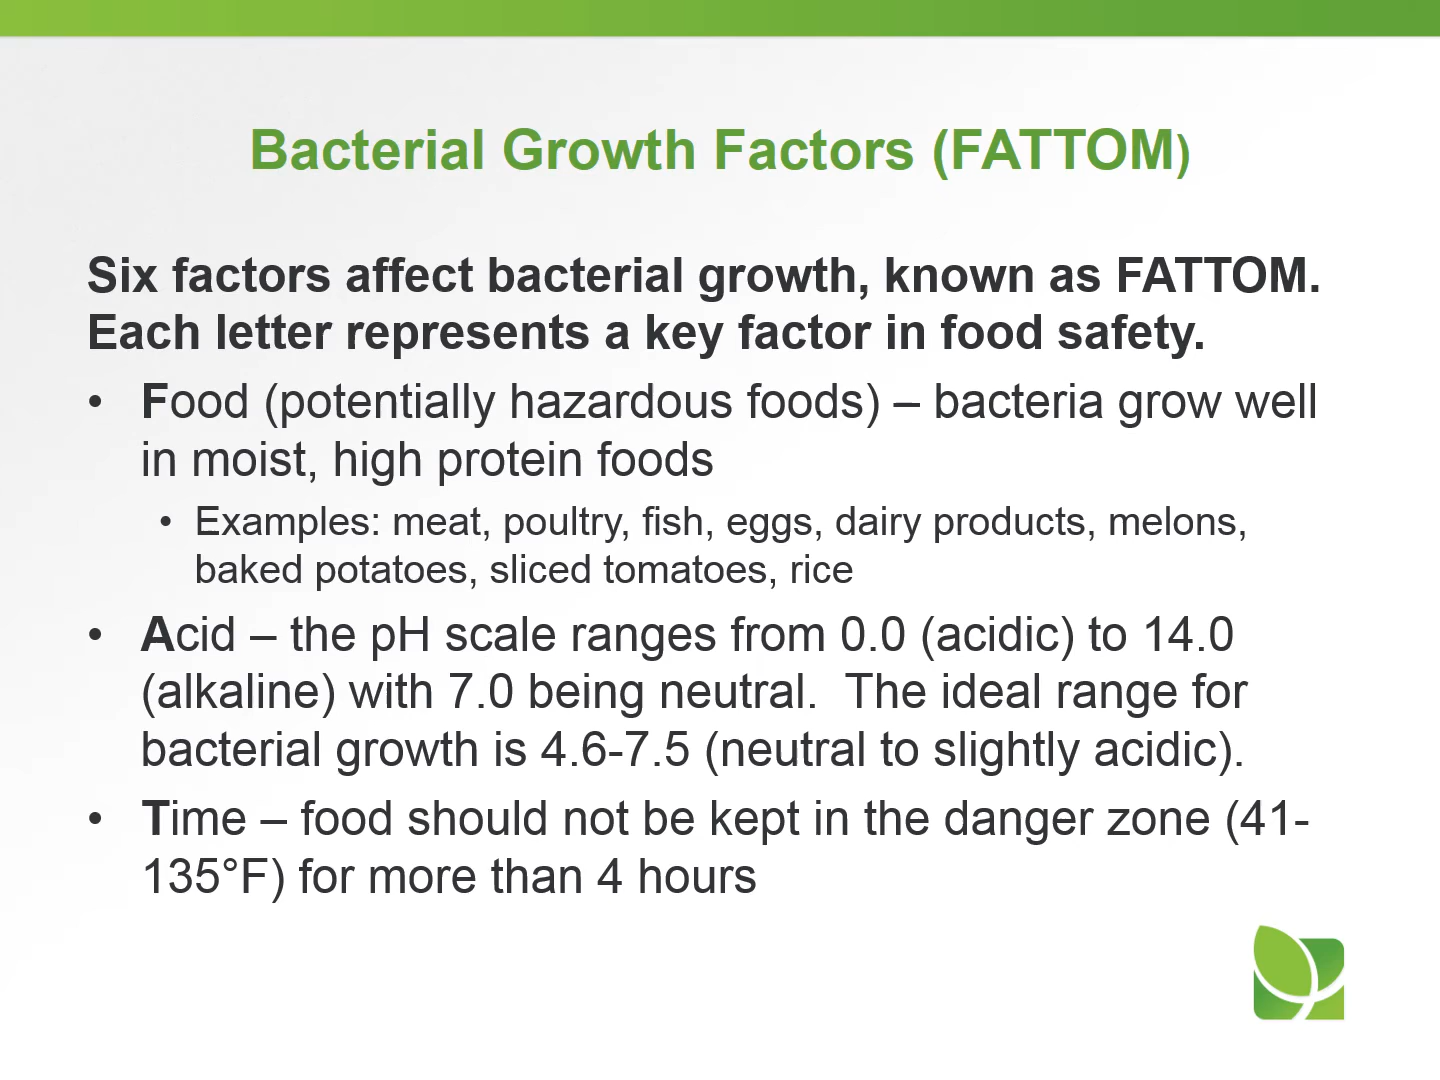 Bacterial Growth Factors (FATTOM)
Six factors affect bacterial growth, known as FATTOM.
Each letter represents a key factor in food safety.
• Food (potentially hazardous foods) – bacteria grow well
in moist, high protein foods
• Examples: meat, poultry, fish, eggs, dairy products, melons,
baked potatoes, sliced tomatoes, rice
• Acid – the pH scale ranges from 0.0 (acidic) to 14.0
(alkaline) with 7.0 being neutral.  The ideal range for
bacterial growth is 4.6-7.5 (neutral to slightly acidic).
• Time – food should not be kept in the danger zone (41-
135°F) for more than 4 hours